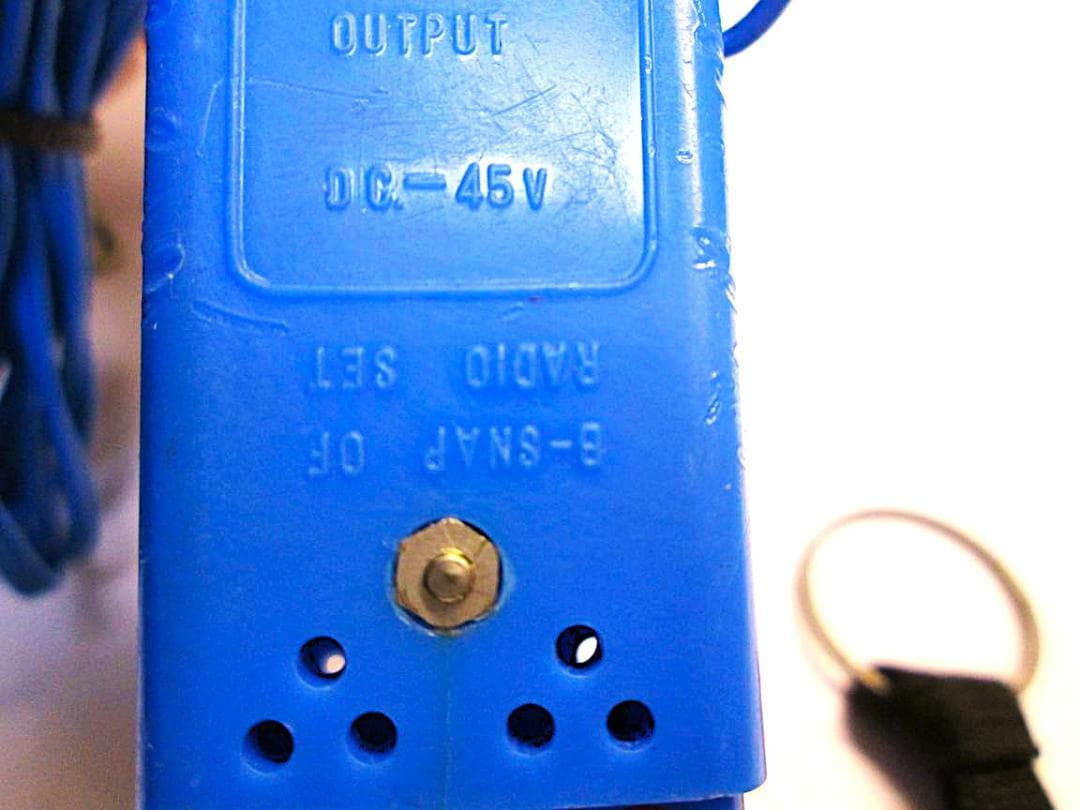 OUTPUT
DC.-45V
B-SNAP OF
RADIO SET